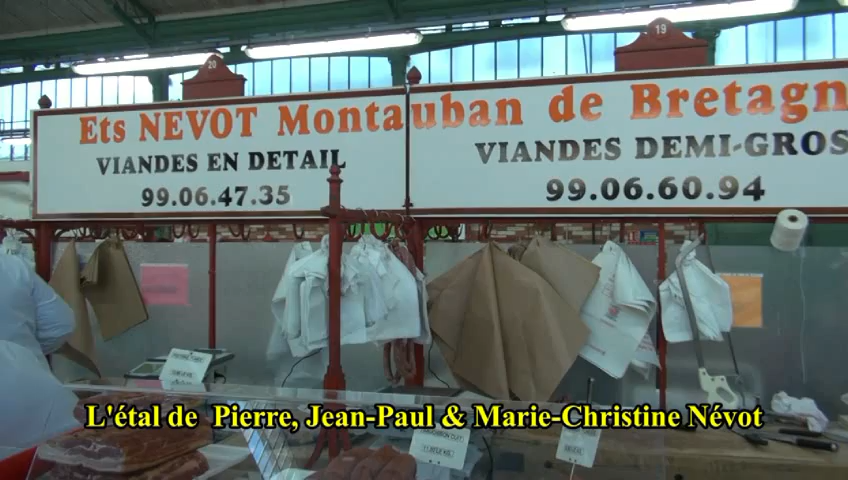 20
19
Ets NEVOT Montauban de Bretagn
VIANDES EN DETAIL
99.06.47.35
VIANDES DEMI-GROS
99.06.60.94
L'étal de Pierre, Jean-Paul & Marie-Christine Névot